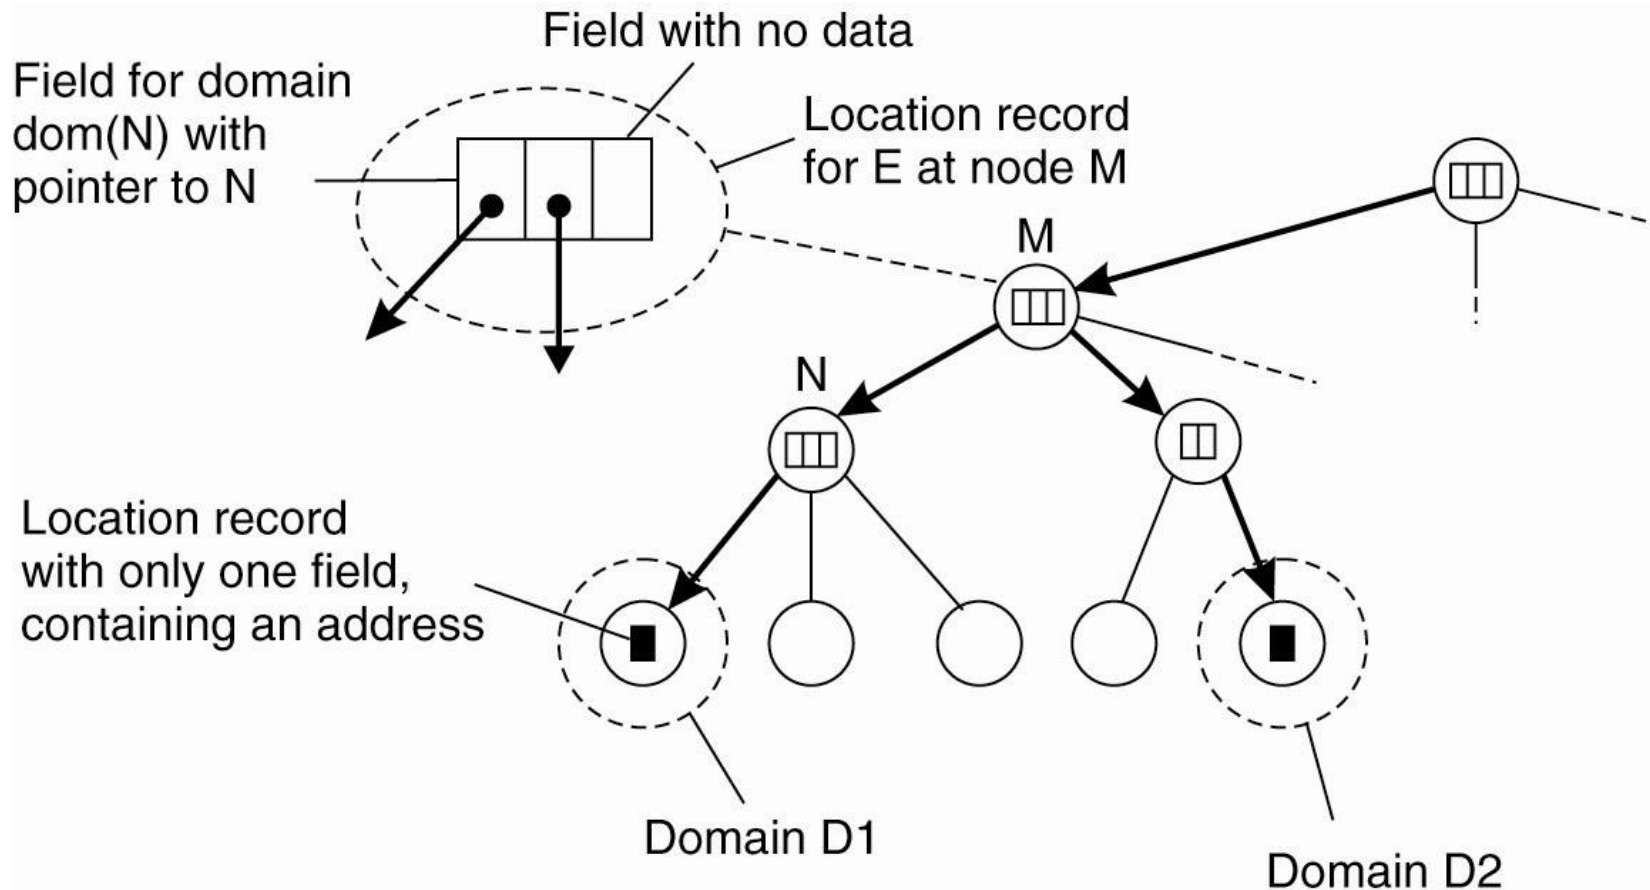 Field with no data
Field for domain
dom(N) with
pointer to N
Location record
for E at node M
M
N
Location record
with only one field,
containing an address
Domain D1
Domain D2